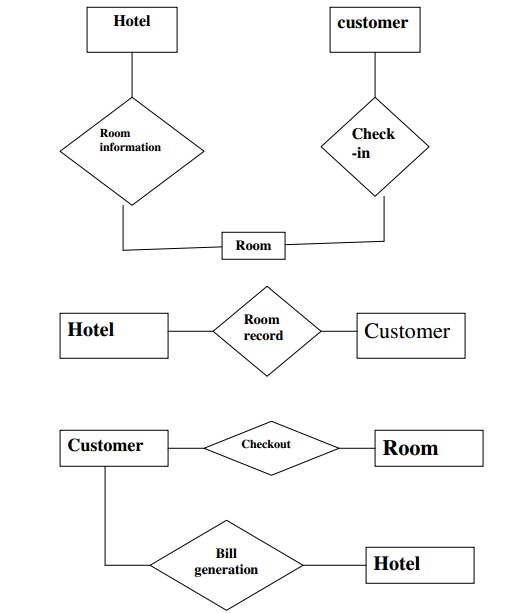 Hotel
customer
Room
information
Check
-in
Room
Hotel
Room
record
Customer
Customer
Checkout
Room
Bill
generation
Hotel